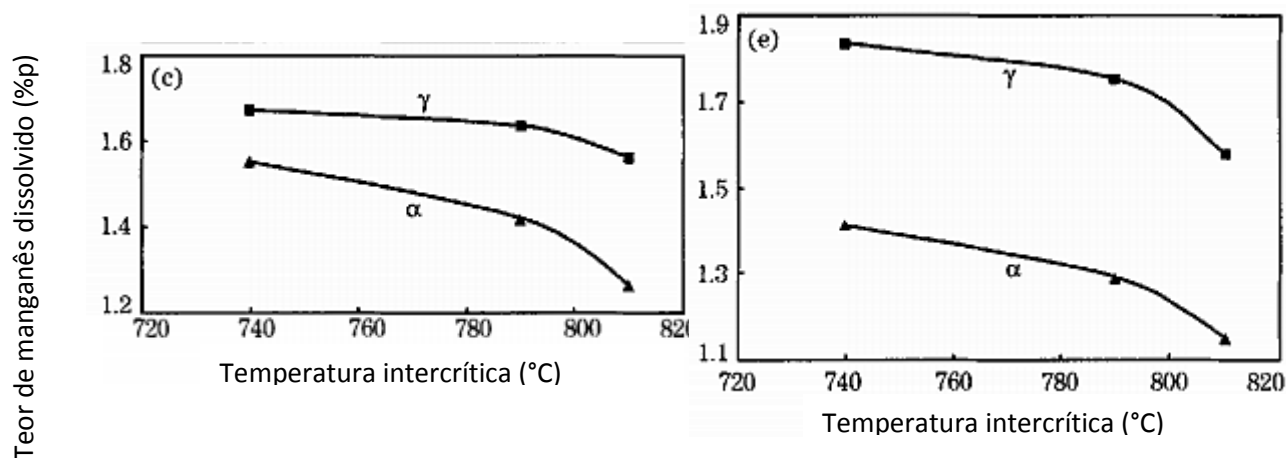 Teor de manganês dissolvido (%p)
(c)
1.8
1.6
1.4
1.2
γ
α
720 740 760 780 800 820
Temperatura intercrítica (°C)
(e)
1.9
1.7
1.5
1.3
1.1
γ
α
720 740 760 780 800 820
Temperatura intercrítica (°C)